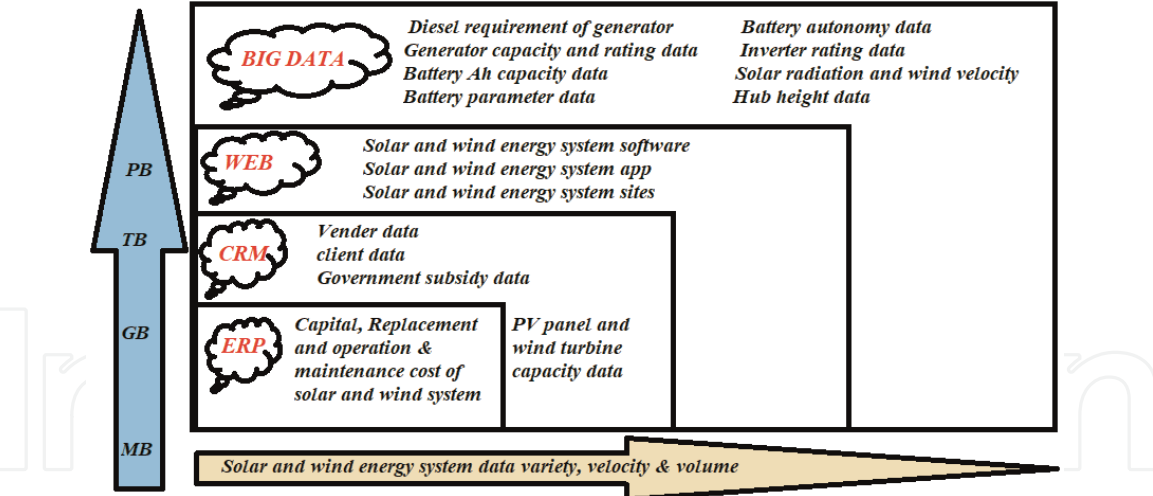 BIG DATA
Diesel requirement of generator
Generator capacity and rating data
Battery Ah capacity data
Battery parameter data
Battery autonomy data
Inverter rating data
Solar radiation and wind velocity
Hub height data
WEB
Solar and wind energy system software
Solar and wind energy system app
Solar and wind energy system sites
CRM
Vender data
client data
Government subsidy data
ERP
Capital, Replacement
and operation &
maintenance cost of
solar and wind system
PV panel and
wind turbine
capacity data
PB
TB
GB
MB
Solar and wind energy system data variety, velocity & volume